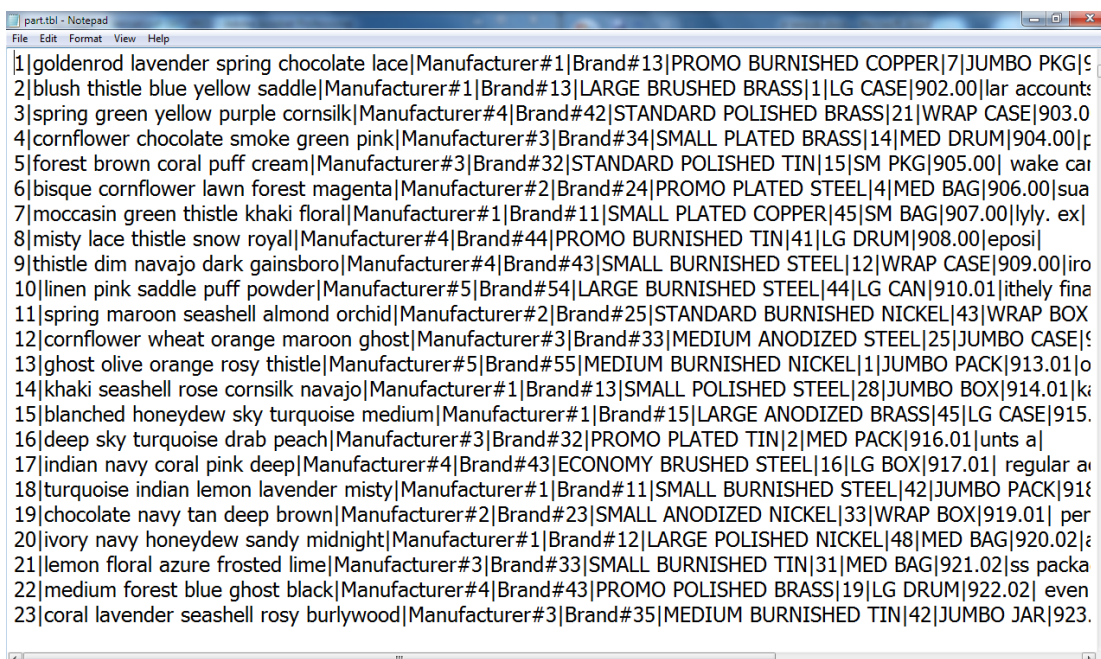 part.tbl - Notepad
File Edit Format View Help
1|goldenrod lavender spring chocolate lace|Manufacturer#1|Brand#13|PROMO BURNISHED COPPER|7|JUMBO PKG|
2|blush thistle blue yellow saddle|Manufacturer#1|Brand#13|LARGE BRUSHED BRASS|1|LG CASE|902.00|lar accounts
3|spring green yellow purple cornsilk|Manufacturer#4|Brand#42|STANDARD POLISHED BRASS|21|WRAP CASE|903.0
4|cornflower chocolate smoke green pink|Manufacturer#3|Brand#34|SMALL PLATED BRASS|14|MED DRUM|904.00|
5|forest brown coral puff cream|Manufacturer#3|Brand#32|STANDARD POLISHED TIN|15|SM PKG|905.00| wake car
6|bisque cornflower lawn forest magenta|Manufacturer#2|Brand#24|PROMO PLATED STEEL|4|MED BAG|906.00|sua
7|moccasin green thistle khaki floral|Manufacturer#1|Brand#11|SMALL PLATED COPPER|45|SM BAG|907.00|lyly. ex|
8|misty lace thistle snow royal|Manufacturer#4|Brand#44|PROMO BURNISHED TIN|41|LG DRUM|908.00|eposi|
9|thistle dim navajo dark gainsboro|Manufacturer#4|Brand#43|SMALL BURNISHED STEEL|12|WRAP CASE|909.00|iro
10|linen pink saddle puff powder|Manufacturer#5|Brand#54|LARGE BURNISHED STEEL|44|LG CAN|910.01|ithely fina
11|spring maroon seashell almond orchid|Manufacturer#2|Brand#25|STANDARD BURNISHED NICKEL|43|WRAP BOX
12|cornflower wheat orange maroon ghost|Manufacturer#3|Brand#33|MEDIUM ANODIZED STEEL|25|JUMBO CASE|
13|ghost olive orange rosy thistle|Manufacturer#5|Brand#55|MEDIUM BURNISHED NICKEL|1|JUMBO PACK|913.01|o
14|khaki seashell rose cornsilk navajo|Manufacturer#1|Brand#13|SMALL POLISHED STEEL|28|JUMBO BOX|914.01|k
15|blanched honeydew sky turquoise medium|Manufacturer#1|Brand#15|LARGE ANODIZED BRASS|45|LG CASE|915.
16|deep sky turquoise drab peach|Manufacturer#3|Brand#32|PROMO PLATED TIN|2|MED PACK|916.01|unts a|
17|indian navy coral pink deep|Manufacturer#4|Brand#43|ECONOMY BRUSHED STEEL|16|LG BOX|917.01| regular a
18|turquoise indian lemon lavender misty|Manufacturer#1|Brand#11|SMALL BURNISHED STEEL|42|JUMBO PACK|918
19|chocolate navy tan deep brown|Manufacturer#2|Brand#23|SMALL ANODIZED NICKEL|33|WRAP BOX|919.01| per
20|ivory navy honeydew sandy midnight|Manufacturer#1|Brand#12|LARGE POLISHED NICKEL|48|MED BAG|920.02|a
21|lemon floral azure frosted lime|Manufacturer#3|Brand#33|SMALL BURNISHED TIN|31|MED BAG|921.02|ss packa
22|medium forest blue ghost black|Manufacturer#4|Brand#43|PROMO POLISHED BRASS|19|LG DRUM|922.02| even
23|coral lavender seashell rosy burlywood|Manufacturer#3|Brand#35|MEDIUM BURNISHED TIN|42|JUMBO JAR|923.